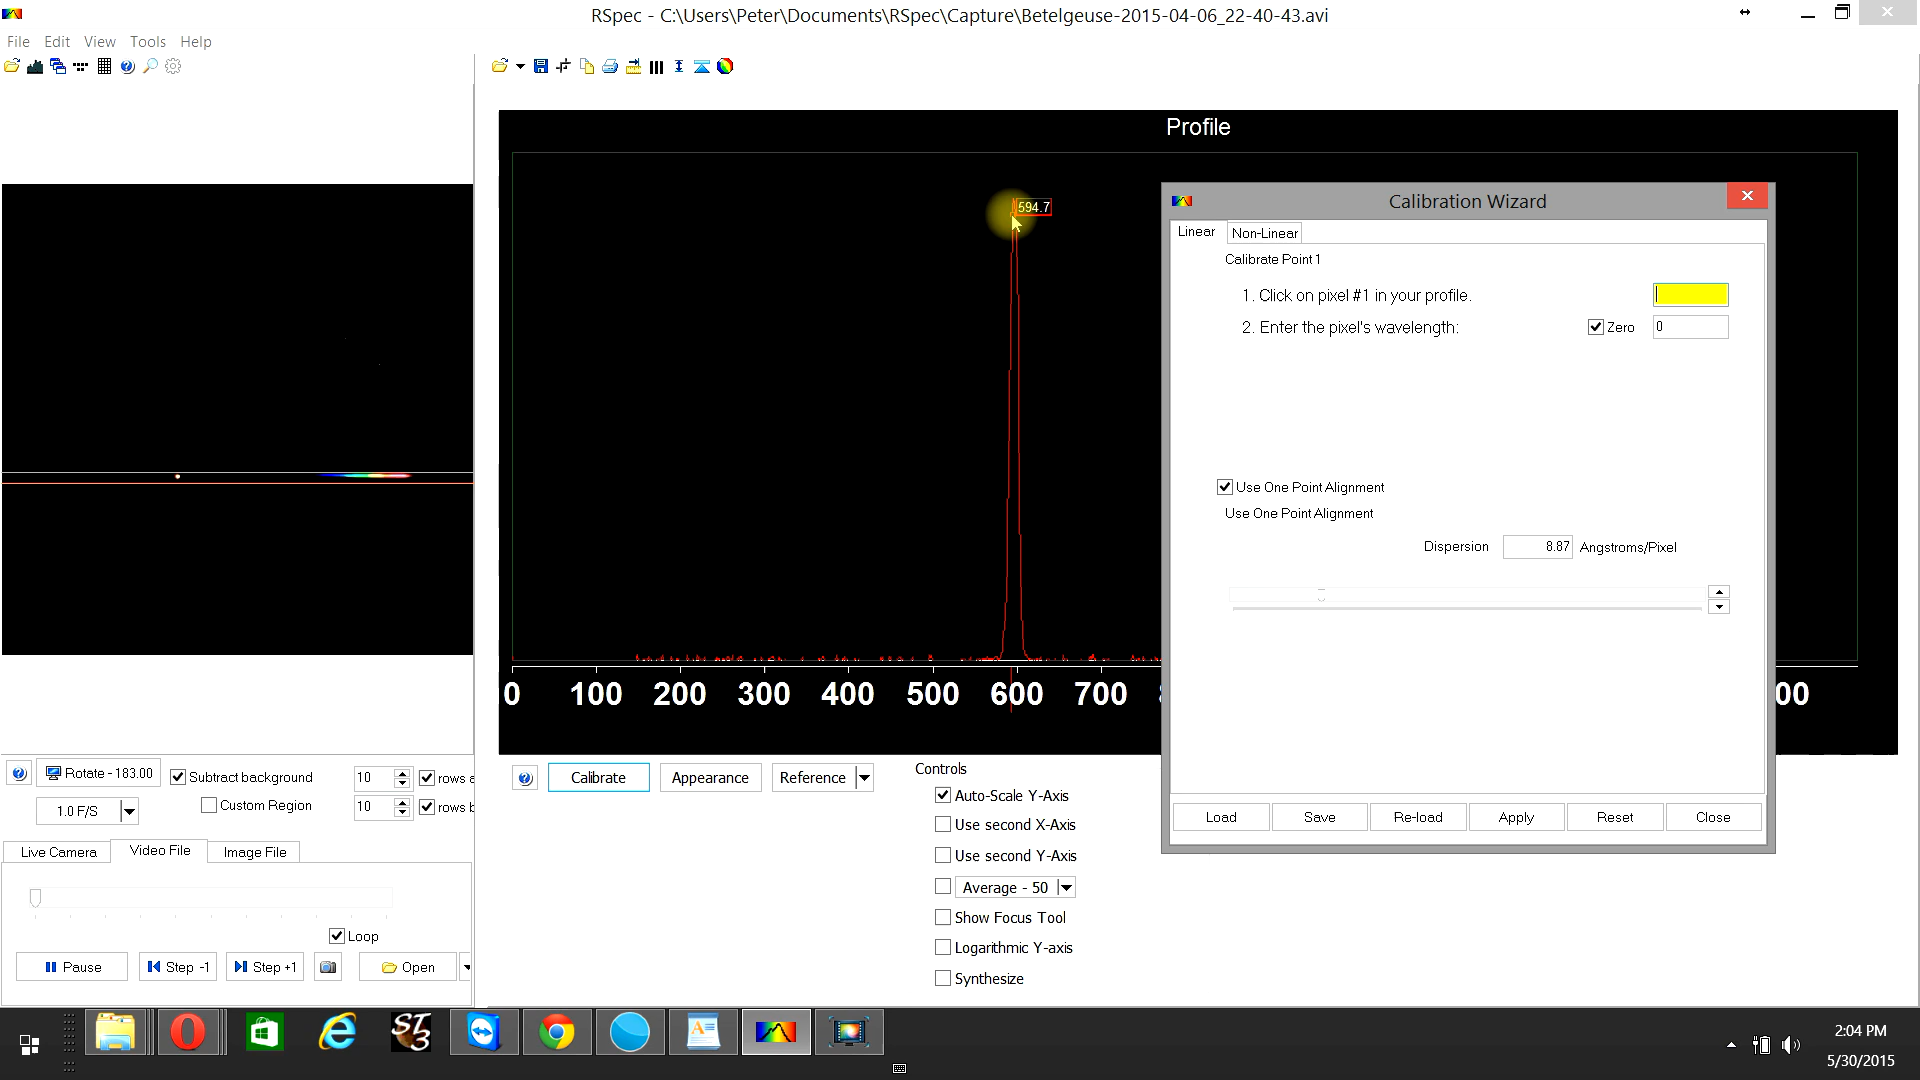 RSpec - C:\Users\Peter\Documents\RSpec\Capture\Betelgeuse-2015-04-06_22-40-43.avi
File Edit View Tools Help
Profile
594.7
0 100 200 300 400 500 600 700
00
Calibration Wizard
Linear Non-Linear
Calibrate Point 1
1. Click on pixel #1 in your profile.
2. Enter the pixel's wavelength: Zero 0
Use One Point Alignment
Use One Point Alignment
Dispersion 8.87 Angstroms/Pixel
Load Save Re-load Apply Reset Close
Rotate - 183.00 Subtract background 10 rows
1.0 F/S Custom Region 10 rows
Live Camera Video File Image File
Loop
Pause Step -1 Step +1 Open
Calibrate Appearance Reference
Controls
Auto-Scale Y-Axis
Use second X-Axis
Use second Y-Axis
Average - 50
Show Focus Tool
Logarithmic Y-axis
Synthesize
ST3
2:04 PM
5/30/2015